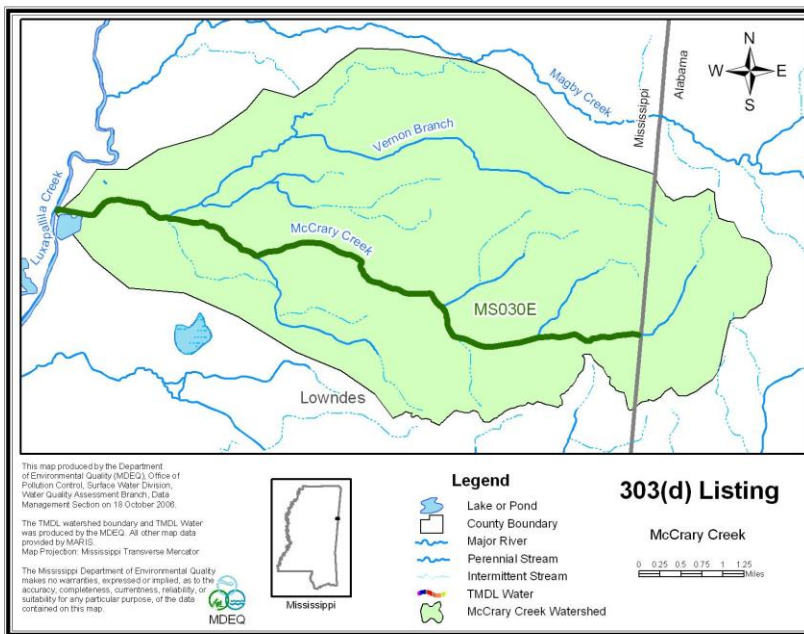 N
W E
S
Magby Creek
Mississippi
Alabama
Vernon Branch
Luxapallila Creek
McCrary Creek
MS030E
Lowndes
This map produced by the Department
of Environmental Quality (MDEQ), Office of
Pollution Control, Surface Water Division,
Water Quality Assessment Branch, Data
Management Section on 18 October 2006.
The TMDL watershed boundary and TMDL Water
was produced by the MDEQ. All other map data
provided by MARIS.
Map Projection: Mississippi Transverse Mercator
The Mississippi Department of Environmental Quality
makes no warranties, expressed or implied, as to the
accuracy, completeness, currentness, reliability, or
suitability for any particular purpose, of the data
contained on this map.
MDEQ
Mississippi
Legend
Lake or Pond
County Boundary
Major River
Perennial Stream
Intermittent Stream
TMDL Water
McCrary Creek Watershed
303(d) Listing
McCrary Creek
0 0.25 0.5 0.75 1 1.25
Miles